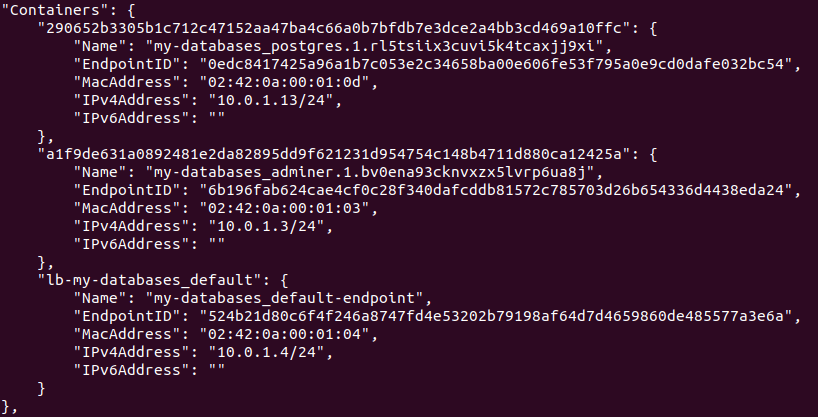 "Containers": {
    "290652b3305b1c712c47152aa47ba4c66a0b7bfdb7e3dce2a4bb3cd469a10ffc": {
        "Name": "my-databases_postgres.1.rl5tsiix3cuvi5k4tcaxjj9xi",
        "EndpointID": "0edc8417425a96a1b7c053e2c34658ba00e606fe53f795a0e9cd0dafe032bc54",
        "MacAddress": "02:42:0a:00:01:0d",
        "IPv4Address": "10.0.1.13/24",
        "IPv6Address": ""
    },
    "a1f9de631a0892481e2da82895dd9f621231d954754c148b4711d880ca12425a": {
        "Name": "my-databases_adminer.1.bv0ena93cknvxzx5lvrp6ua8j",
        "EndpointID": "6b196fab624cae4cf0c28f340dafcddb81572c785703d26b654336d4438eda24",
        "MacAddress": "02:42:0a:00:01:03",
        "IPv4Address": "10.0.1.3/24",
        "IPv6Address": ""
    },
    "lb-my-databases_default": {
        "Name": "my-databases_default-endpoint",
        "EndpointID": "524b21d80c6f4f246a8747fd4e53202b79198af64d7d4659860de485577a3e6a",
        "MacAddress": "02:42:0a:00:01:04",
        "IPv4Address": "10.0.1.4/24",
        "IPv6Address": ""
    }
},